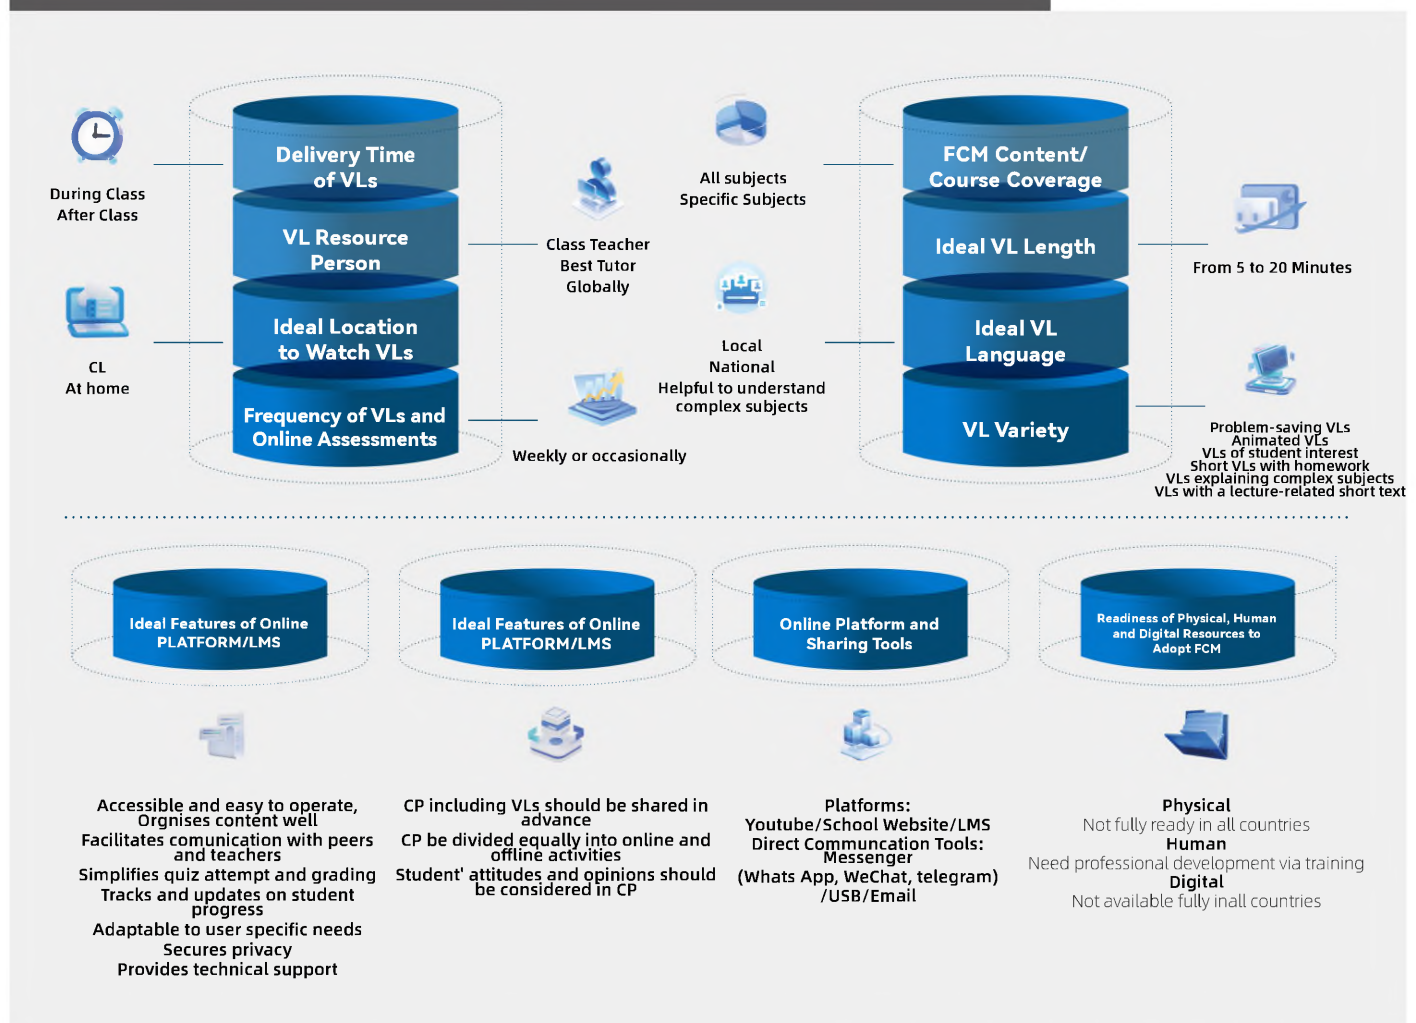 Delivery Time
of VLs
During Class
After Class
VL Resource
Person
Class Teacher
Best Tutor
Globally
Ideal Location
to Watch VLs
CL
At home
Frequency of VLs and
Online Assessments
Weekly or occasionally
FCM Content/
Course Coverage
All subjects
Specific Subjects
Ideal VL Length
From 5 to 20 Minutes
Ideal VL
Language
Local
National
Helpful to understand
complex subjects
VL Variety
Problem-saving VLs
Animated VLs
VLs of student interest
Short VLs with homework
VLs explaining complex subjects
VLs with a lecture-related short text
Ideal Features of Online
PLATFORM/LMS
Accessible and easy to operate,
Orgnises content well
Facilitates comunication with peers
and teachers
Simplifies quiz attempt and grading
Tracks and updates on student
progress
Adaptable to user specific needs
Secures privacy
Provides technical support
Ideal Features of Online
PLATFORM/LMS
CP including VLs should be shared in
advance
CP be divided equally into online and
offline activities
Student' attitudes and opinions should
be considered in CP
Online Platform and
Sharing Tools
Platforms:
Youtube/School Website/LMS
Direct Communcation Tools:
Messenger
(Whats App, WeChat, telegram)
/USB/Email
Readiness of Physical, Human
and Digital Resources to
Adopt FCM
Physical
Not fully ready in all countries
Human
Need professional development via training
Digital
Not available fully inall countries